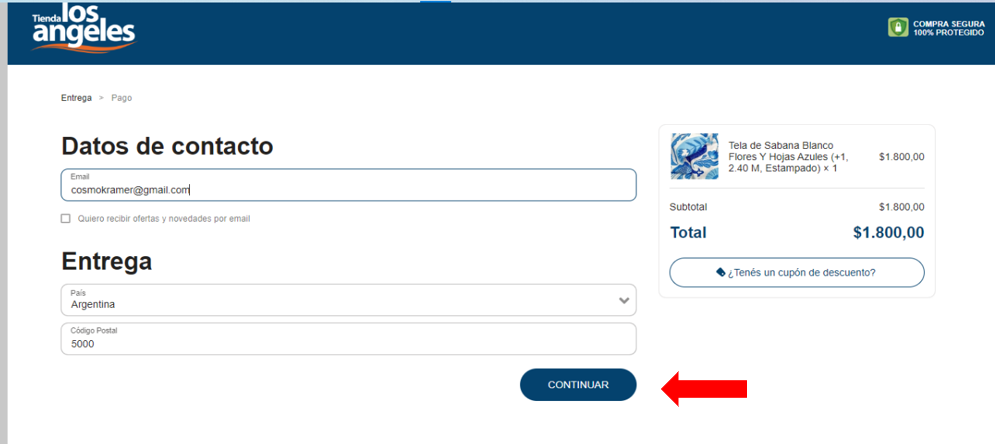 Tienda los
angeles
COMPRA SEGURA
100% PROTEGIDO
Entrega > Pago
Datos de contacto
Email
cosmokramer@gmail.com
Quiero recibir ofertas y novedades por email
Entrega
País
Argentina
Código Postal
5000
CONTINUAR
Tela de Sabana Blanco
Flores Y Hojas Azules (+1,
2.40 M, Estampado) × 1
$1.800,00
Subtotal $1.800,00
Total $1.800,00
¿Tenés un cupón de descuento?